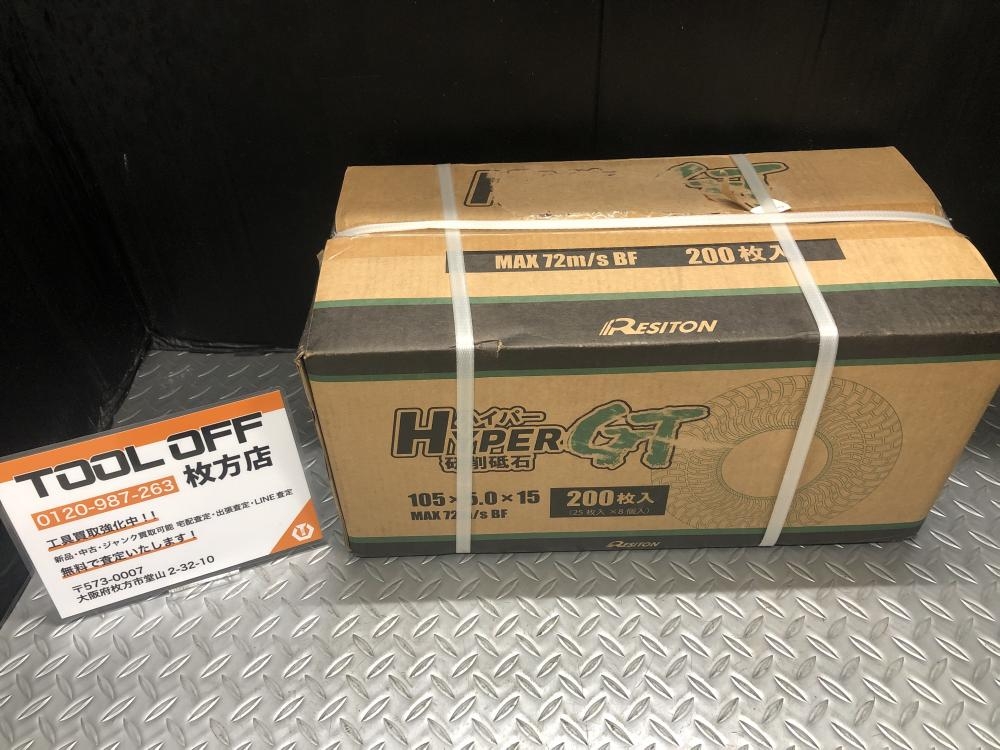 GT
MAX 72m/s BF 200枚入
RESITON
ハイパー
HYPER GT
研削砥石
105×5.0×15 200枚入
MAX 72m/s BF (25枚入×8個入)
RESITON
TOOL OFF
0120-987-263 枚方店
工具買取強化中！！
新品・中古・ジャンク買取可能 宅配査定・出張査定・LINE査定
無料で査定いたします！
〒573-0007
大阪府枚方市堂山2-32-10